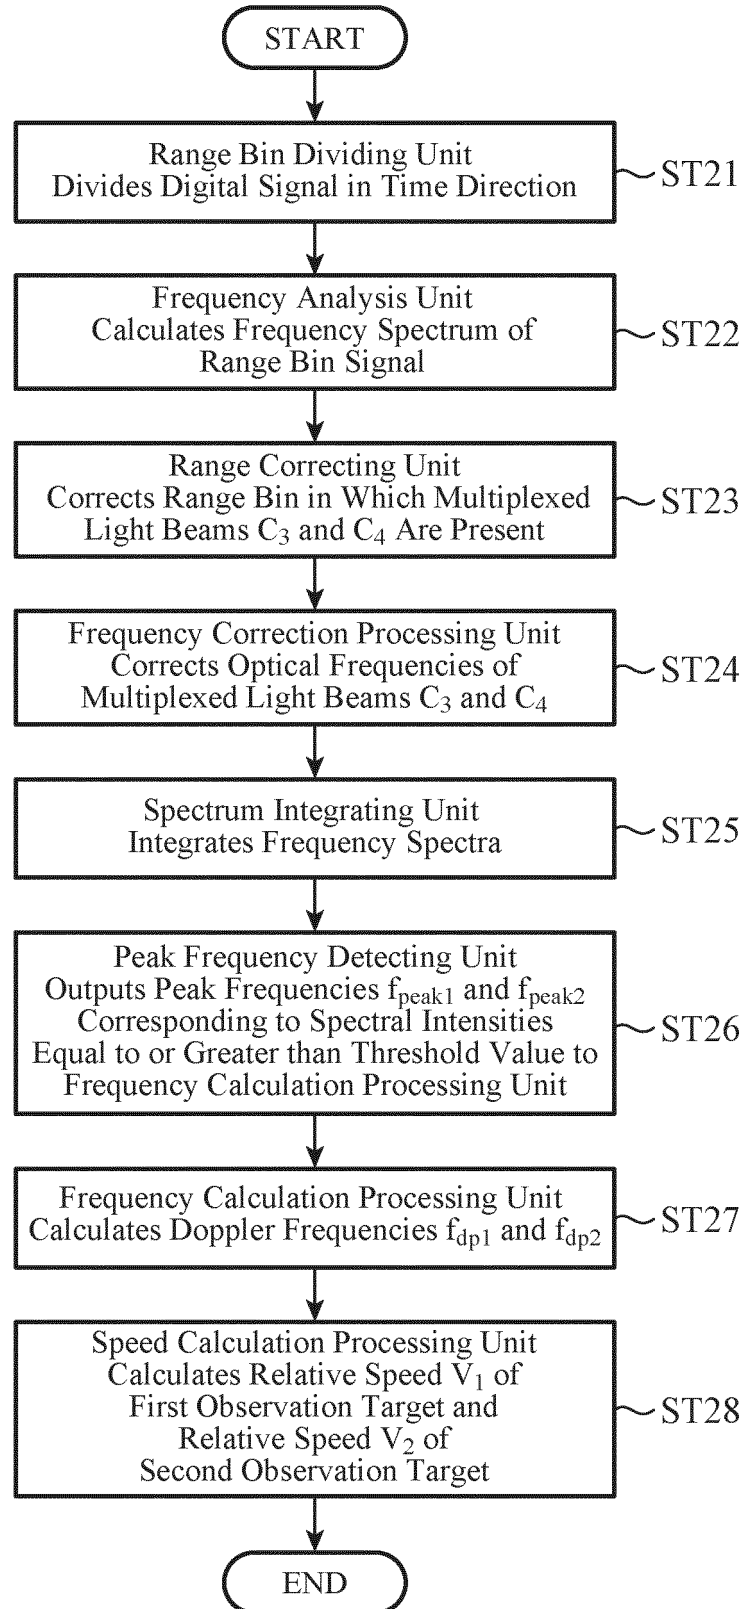 START
Range Bin Dividing Unit
Divides Digital Signal in Time Direction
ST21
Frequency Analysis Unit
Calculates Frequency Spectrum of
Range Bin Signal
ST22
Range Correcting Unit
Corrects Range Bin in Which Multiplexed
Light Beams C₃ and C₄ Are Present
ST23
Frequency Correction Processing Unit
Corrects Optical Frequencies of
Multiplexed Light Beams C₃ and C₄
ST24
Spectrum Integrating Unit
Integrates Frequency Spectra
ST25
Peak Frequency Detecting Unit
Outputs Peak Frequencies fpeak1 and fpeak2
Corresponding to Spectral Intensities
Equal to or Greater than Threshold Value to
Frequency Calculation Processing Unit
ST26
Frequency Calculation Processing Unit
Calculates Doppler Frequencies fdp1 and fdp2
ST27
Speed Calculation Processing Unit
Calculates Relative Speed V₁ of
First Observation Target and
Relative Speed V₂ of
Second Observation Target
ST28
END